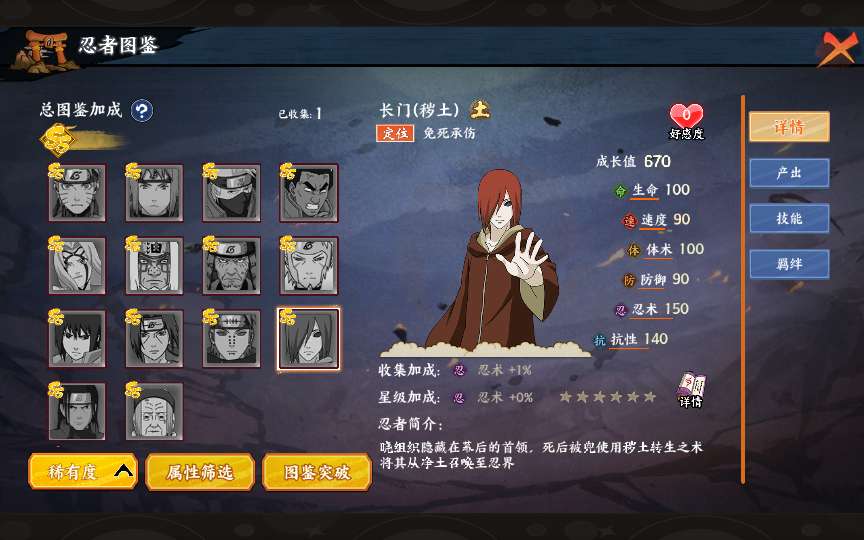 忍者图鉴
总图鉴加成 ?
已收集: 1
长门(秽土) 土
定位 免死承伤
0
好感度
成长值 670
命 生命 100
速 速度 90
体 体术 100
防 防御 90
忍 忍术 150
抗 抗性 140
收集加成: 忍 忍术 +1%
星级加成: 忍 忍术 +0%
详情
忍者简介:
晓组织隐藏在幕后的首领，死后被兜使用秽土转生之术
将其从净土召唤至忍界
详情
产出
技能
羁绊
稀有度
属性筛选
图鉴突破